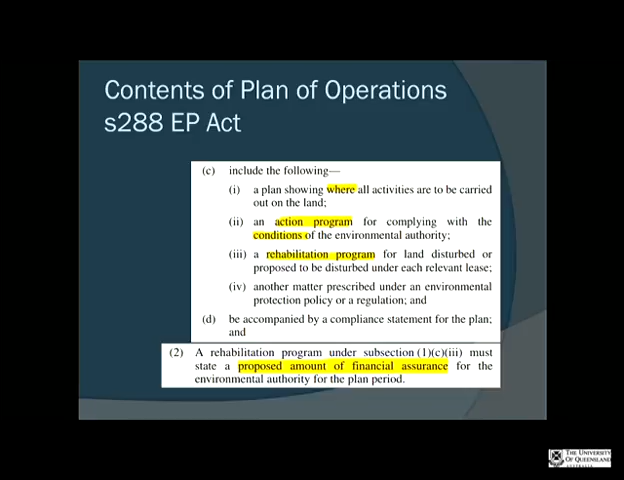 Contents of Plan of Operations
s288 EP Act
(c) include the following—
(i) a plan showing where all activities are to be carried
out on the land;
(ii) an action program for complying with the
conditions of the environmental authority;
(iii) a rehabilitation program for land disturbed or
proposed to be disturbed under each relevant lease;
(iv) another matter prescribed under an environmental
protection policy or a regulation; and
(d) be accompanied by a compliance statement for the plan;
and
(2) A rehabilitation program under subsection (1)(c)(iii) must
state a proposed amount of financial assurance for the
environmental authority for the plan period.
THE UNIVERSITY
OF QUEENSLAND
AUSTRALIA